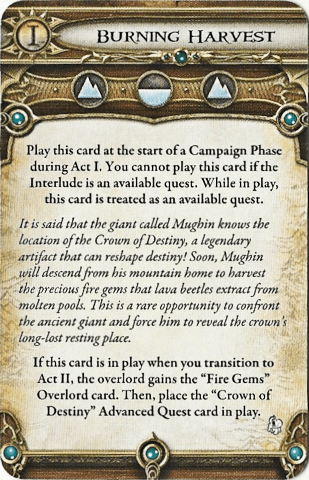 I
BURNING HARVEST
Play this card at the start of a Campaign Phase
during Act I. You cannot play this card if the
Interlude is an available quest. While in play,
this card is treated as an available quest.
It is said that the giant called Mughin knows the
location of the Crown of Destiny, a legendary
artifact that can reshape destiny! Soon, Mughin
will descend from his mountain home to harvest
the precious fire gems that lava beetles extract from
molten pools. This is a rare opportunity to confront
the ancient giant and force him to reveal the crown's
long-lost resting place.
If this card is in play when you transition to
Act II, the overlord gains the "Fire Gems"
Overlord card. Then, place the "Crown of
Destiny" Advanced Quest card in play.